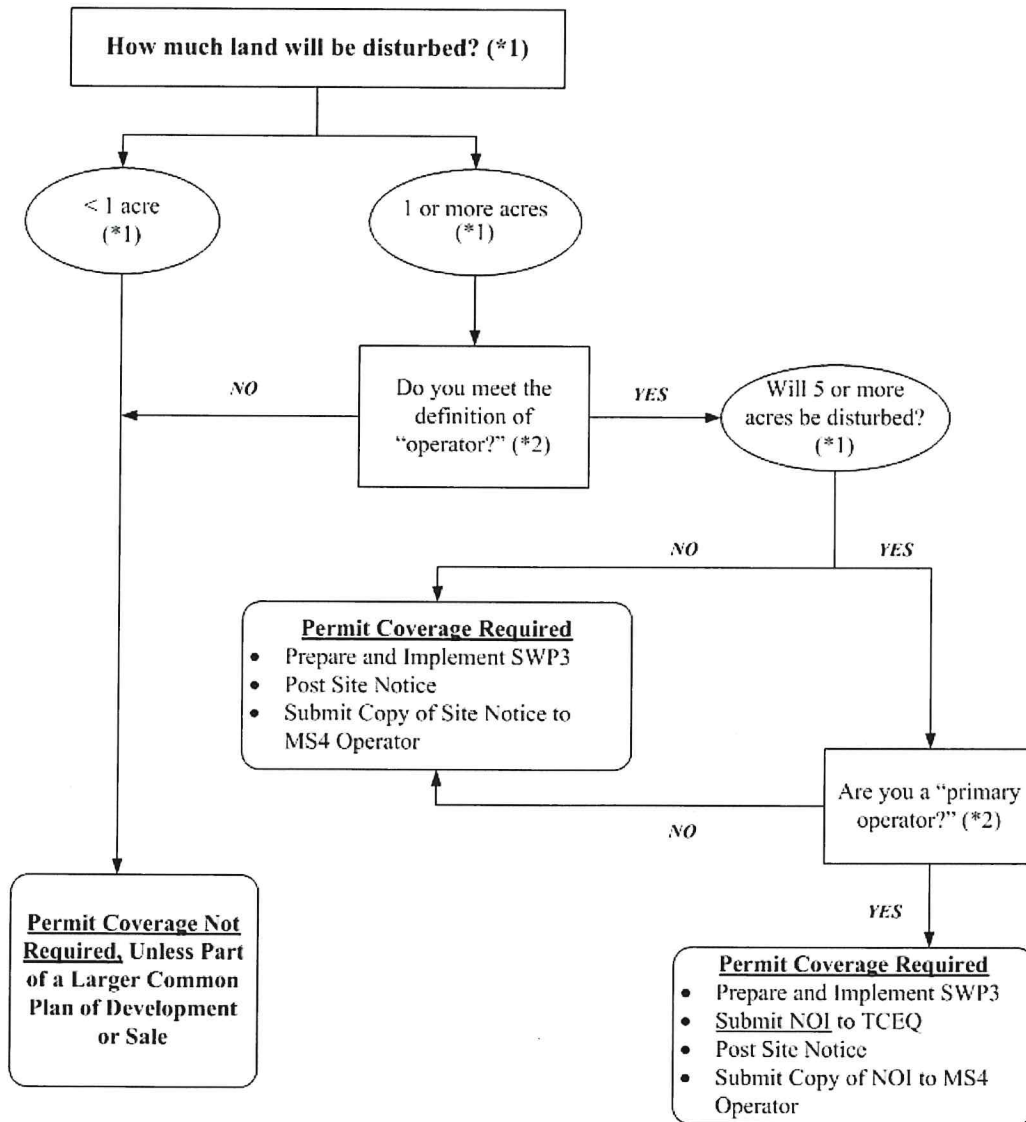 How much land will be disturbed? (*1)
< 1 acre
(*1)
1 or more acres
(*1)
Do you meet the
definition of
“operator?” (*2)
NO
YES
Will 5 or more
acres be disturbed?
(*1)
NO
YES
Permit Coverage Required
• Prepare and Implement SWP3
• Post Site Notice
• Submit Copy of Site Notice to
MS4 Operator
Are you a “primary
operator?” (*2)
NO
YES
Permit Coverage Not
Required, Unless Part
of a Larger Common
Plan of Development
or Sale
Permit Coverage Required
• Prepare and Implement SWP3
• Submit NOI to TCEQ
• Post Site Notice
• Submit Copy of NOI to MS4
Operator